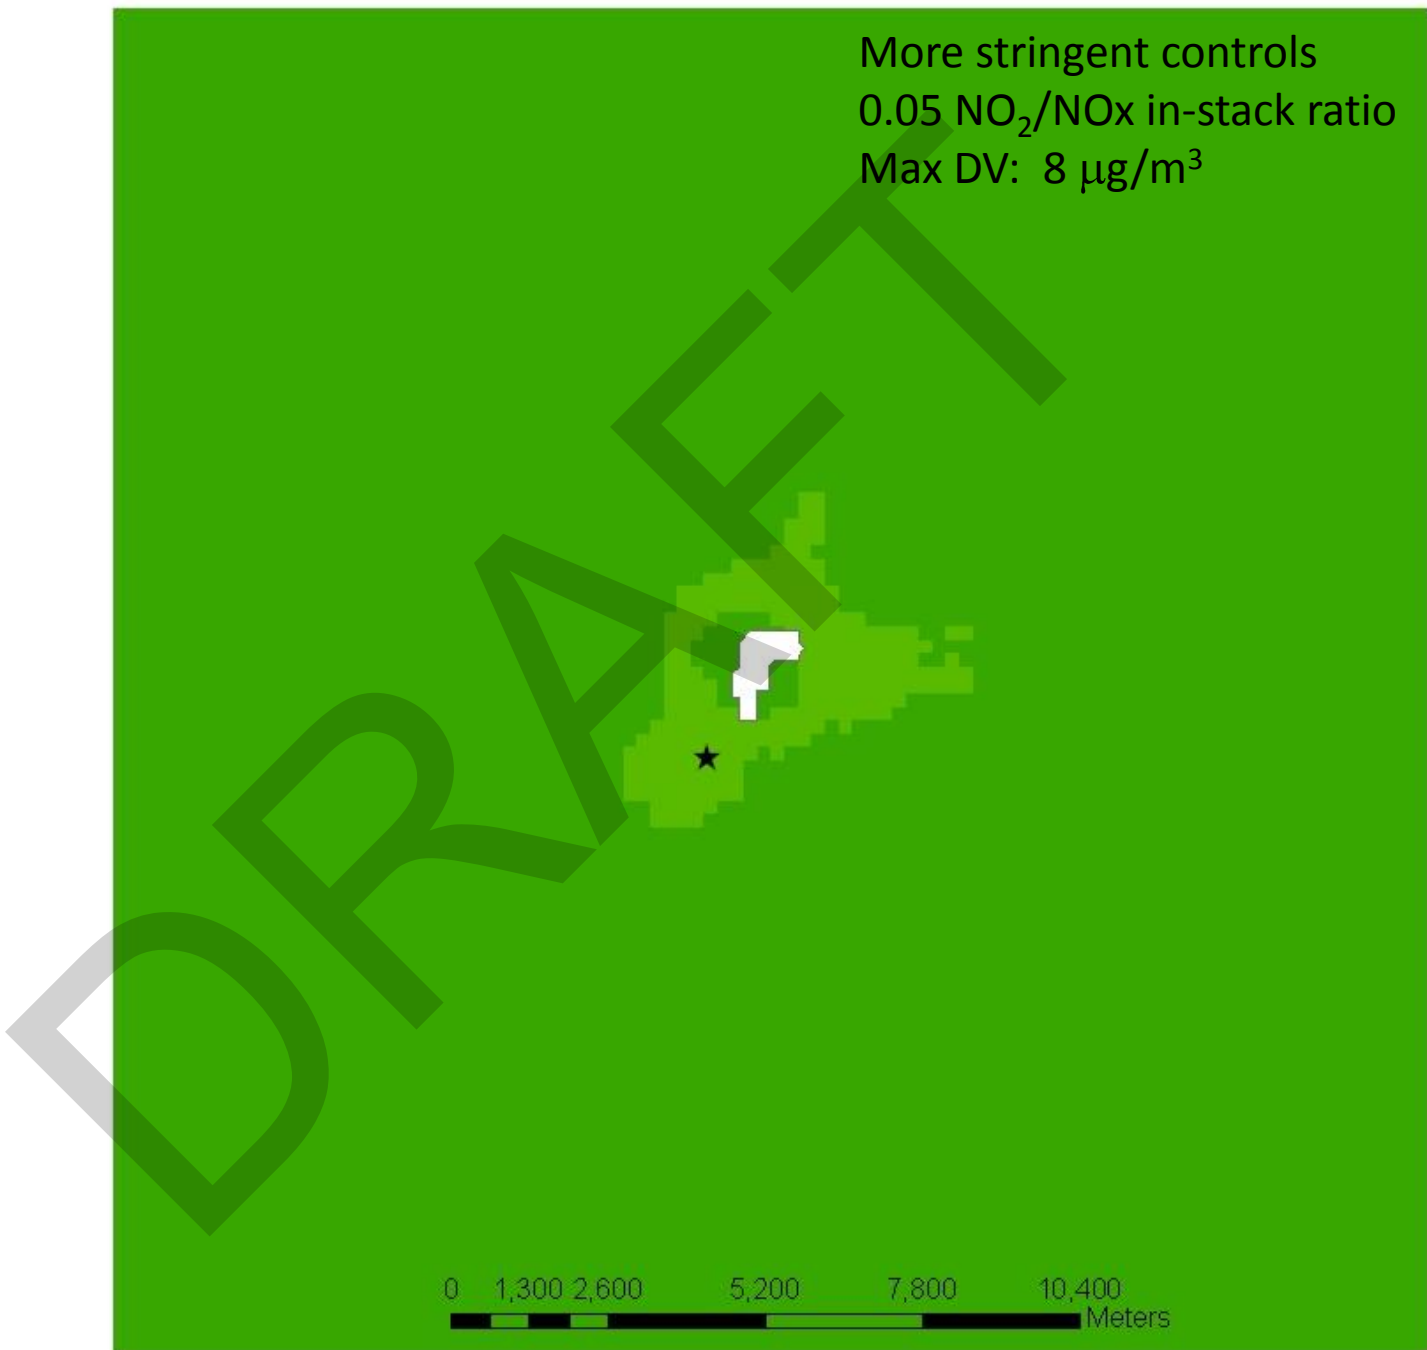 More stringent controls
0.05 NO₂/NOx in-stack ratio
Max DV: 8 μg/m³
DRAFT
0 1,300 2,600 5,200 7,800 10,400
Meters